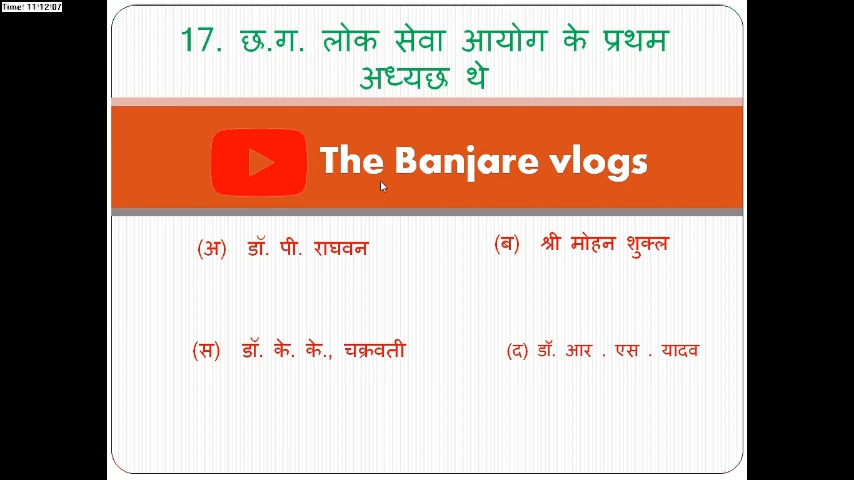 Time: 11:12:07
17. छ.ग. लोक सेवा आयोग के प्रथम
अध्यछ थे
The Banjare vlogs
(अ) डॉ. पी. राघवन
(ब) श्री मोहन शुक्ल
(स) डॉ. के. के., चक्रवती
(द) डॉ. आर . एस . यादव